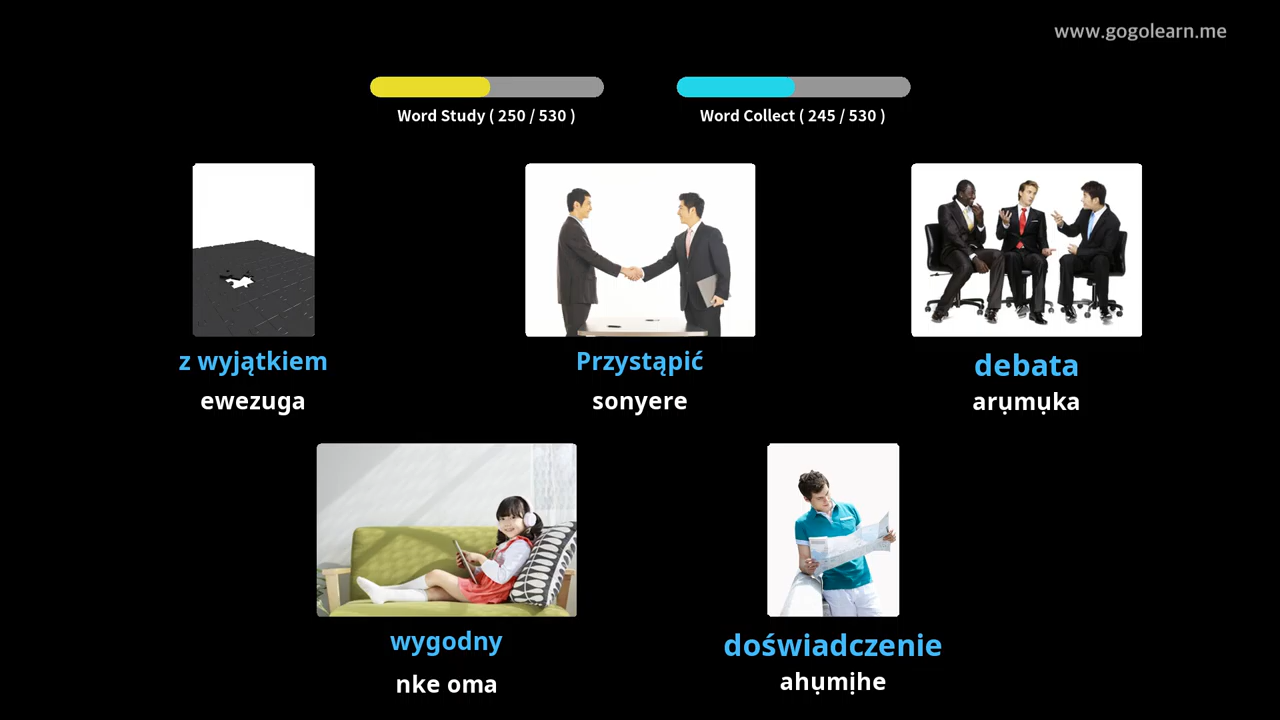 www.gogolearn.me
Word Study ( 250 / 530 )
Word Collect ( 245 / 530 )
z wyjątkiem
ewezuga
Przystąpić
sonyere
debata
arụmụka
wygodny
nke oma
doświadczenie
ahụmịhe